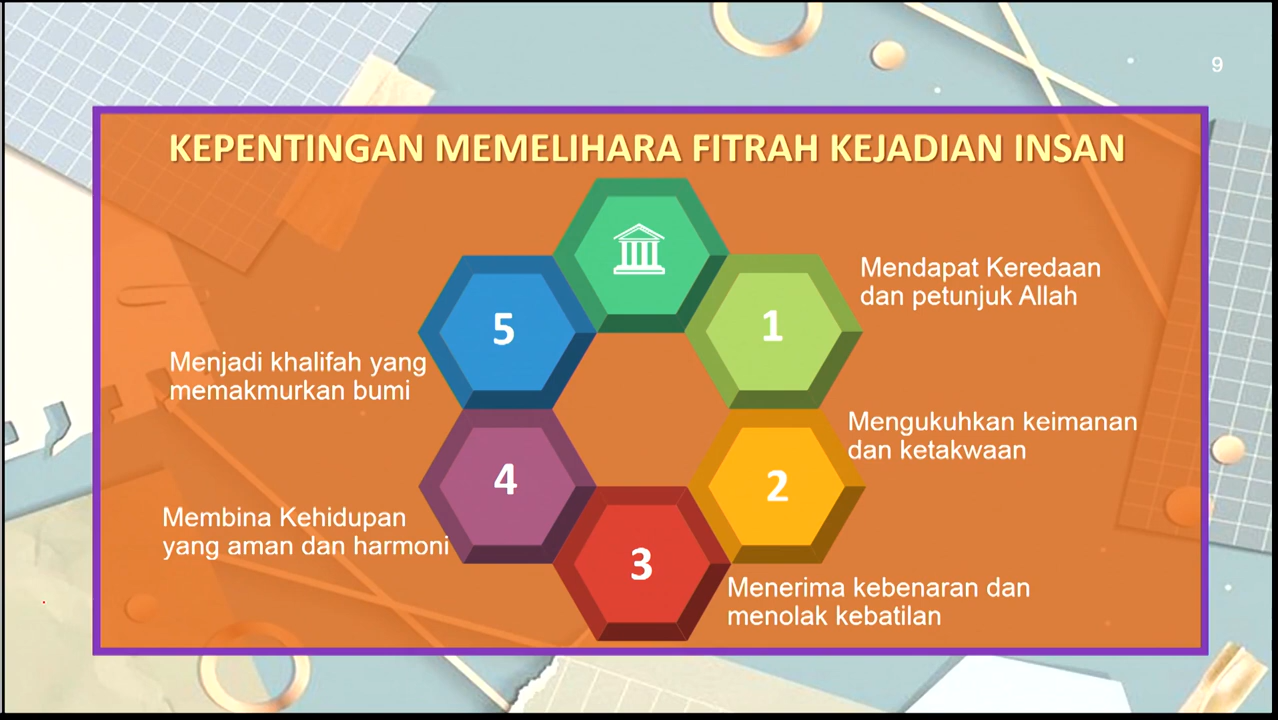 9
KEPENTINGAN MEMELIHARA FITRAH KEJADIAN INSAN
1
Mendapat Keredaan
dan petunjuk Allah
2
Mengukuhkan keimanan
dan ketakwaan
3
Menerima kebenaran dan
menolak kebatilan
4
Membina Kehidupan
yang aman dan harmoni
5
Menjadi khalifah yang
memakmurkan bumi